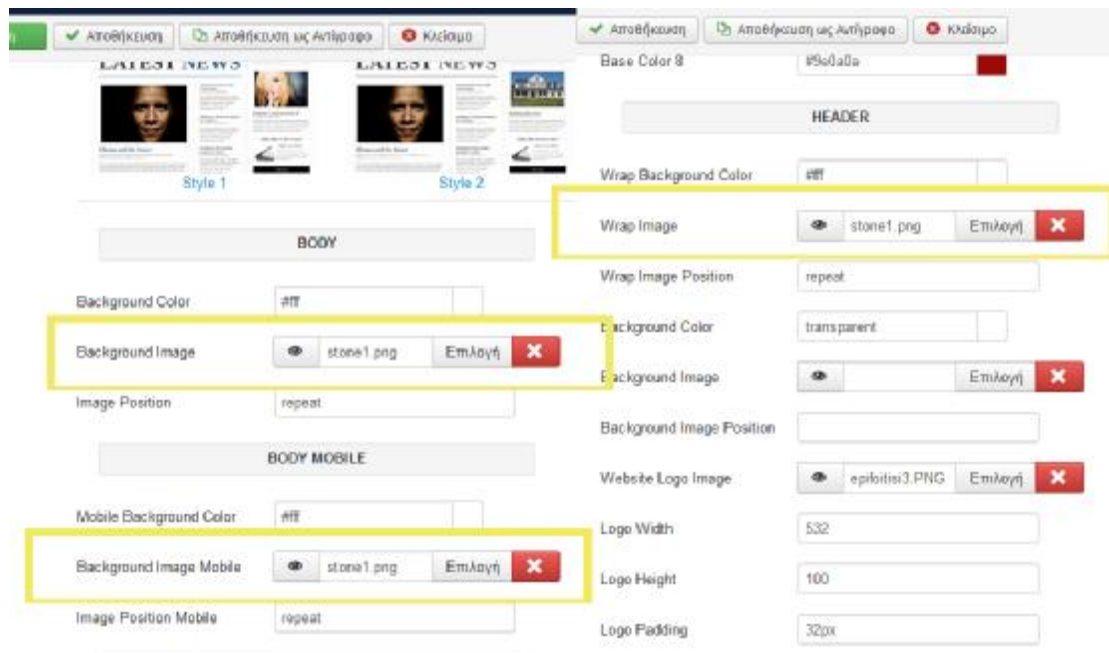 Αποθήκευση Αποθήκευση ως Αντίγραφο Κλείσιμο
LATEST NEWS LATEST NEWS
Style 1 Style 2
BODY
Background Color #fff
Background Image stone1.png Επιλογή
Image Position repeat
BODY MOBILE
Mobile Background Color #fff
Background Image Mobile stone1.png Επιλογή
Image Position Mobile repeat
Αποθήκευση Αποθήκευση ως Αντίγραφο Κλείσιμο
Base Color 8 #9e0a0a
HEADER
Wrap Background Color #fff
Wrap Image stone1.png Επιλογή
Wrap Image Position repeat
Background Color transparent
Background Image Επιλογή
Background Image Position
Website Logo Image epifoitisi3.PNG Επιλογή
Logo Width 532
Logo Height 100
Logo Padding 32px